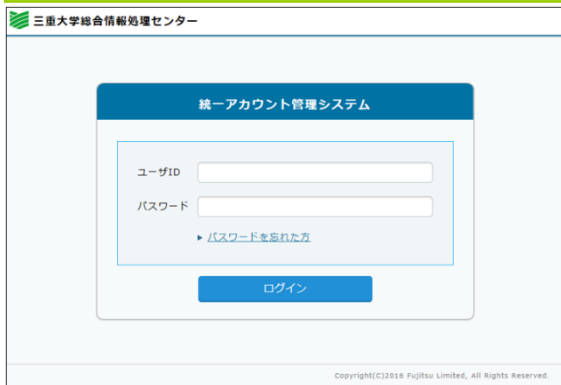 三重大学総合情報処理センター
統一アカウント管理システム
ユーザID
パスワード
▶ パスワードを忘れた方
ログイン
Copyright(C)2016 Fujitsu Limited, All Rights Reserved.